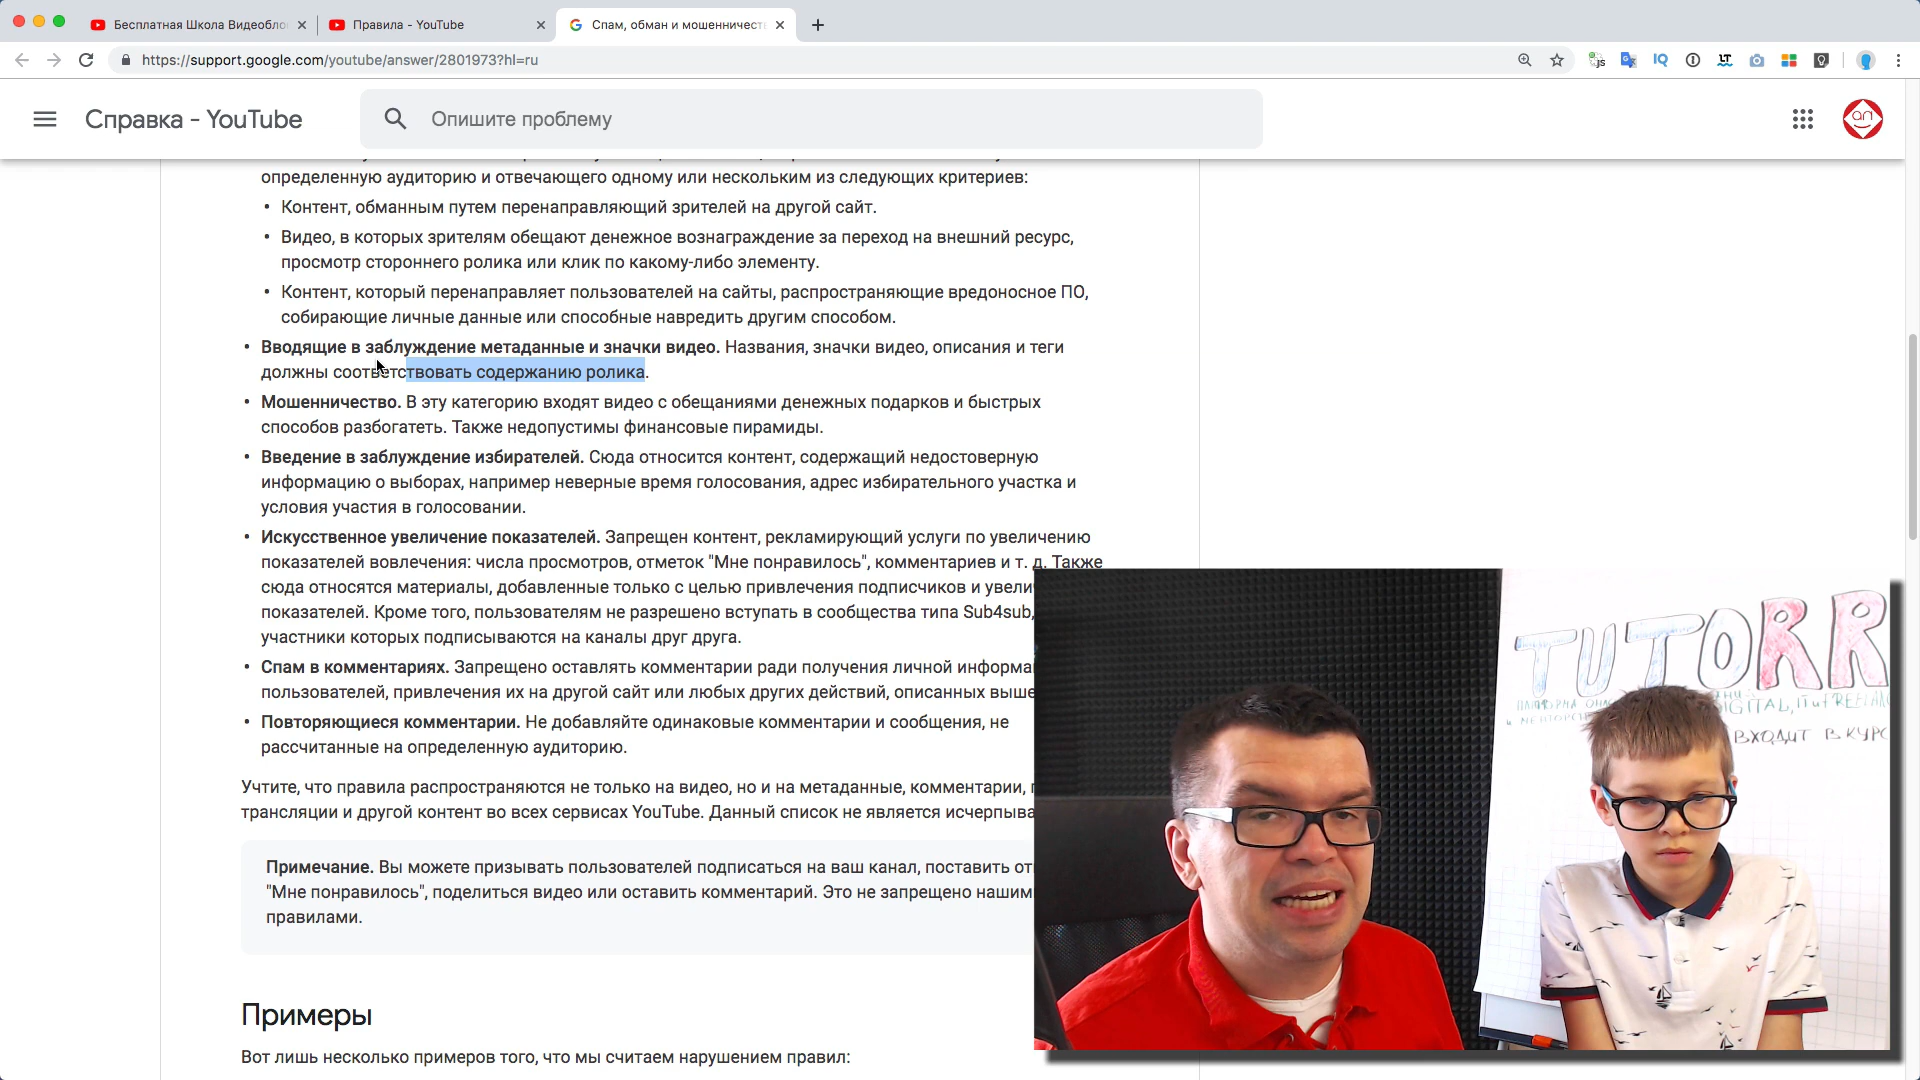 Бесплатная Школа Видеобло
Правила - YouTube
Спам, обман и мошенничест
https://support.google.com/youtube/answer/2801973?hl=ru
Справка - YouTube
Опишите проблему
определенную аудиторию и отвечающего одному или нескольким из следующих критериев:
• Контент, обманным путем перенаправляющий зрителей на другой сайт.
• Видео, в которых зрителям обещают денежное вознаграждение за переход на внешний ресурс,
просмотр стороннего ролика или клик по какому-либо элементу.
• Контент, который перенаправляет пользователей на сайты, распространяющие вредоносное ПО,
собирающие личные данные или способные навредить другим способом.
• Вводящие в заблуждение метаданные и значки видео. Названия, значки видео, описания и теги
должны соответствовать содержанию ролика.
• Мошенничество. В эту категорию входят видео с обещаниями денежных подарков и быстрых
способов разбогатеть. Также недопустимы финансовые пирамиды.
• Введение в заблуждение избирателей. Сюда относится контент, содержащий недостоверную
информацию о выборах, например неверные время голосования, адрес избирательного участка и
условия участия в голосовании.
• Искусственное увеличение показателей. Запрещен контент, рекламирующий услуги по увеличению
показателей вовлечения: числа просмотров, отметок "Мне понравилось", комментариев и т. д. Также
сюда относятся материалы, добавленные только с целью привлечения подписчиков и увели
показателей. Кроме того, пользователям не разрешено вступать в сообщества типа Sub4sub,
участники которых подписываются на каналы друг друга.
• Спам в комментариях. Запрещено оставлять комментарии ради получения личной информа
пользователей, привлечения их на другой сайт или любых других действий, описанных выше
• Повторяющиеся комментарии. Не добавляйте одинаковые комментарии и сообщения, не
рассчитанные на определенную аудиторию.
Учтите, что правила распространяются не только на видео, но и на метаданные, комментарии,
трансляции и другой контент во всех сервисах YouTube. Данный список не является исчерпыва
Примечание. Вы можете призывать пользователей подписаться на ваш канал, поставить от
"Мне понравилось", поделиться видео или оставить комментарий. Это не запрещено нашим
правилами.
Примеры
Вот лишь несколько примеров того, что мы считаем нарушением правил:
TUTORR
DIGITAL, IT и FREELAN
ВХОДИТ В КУРС